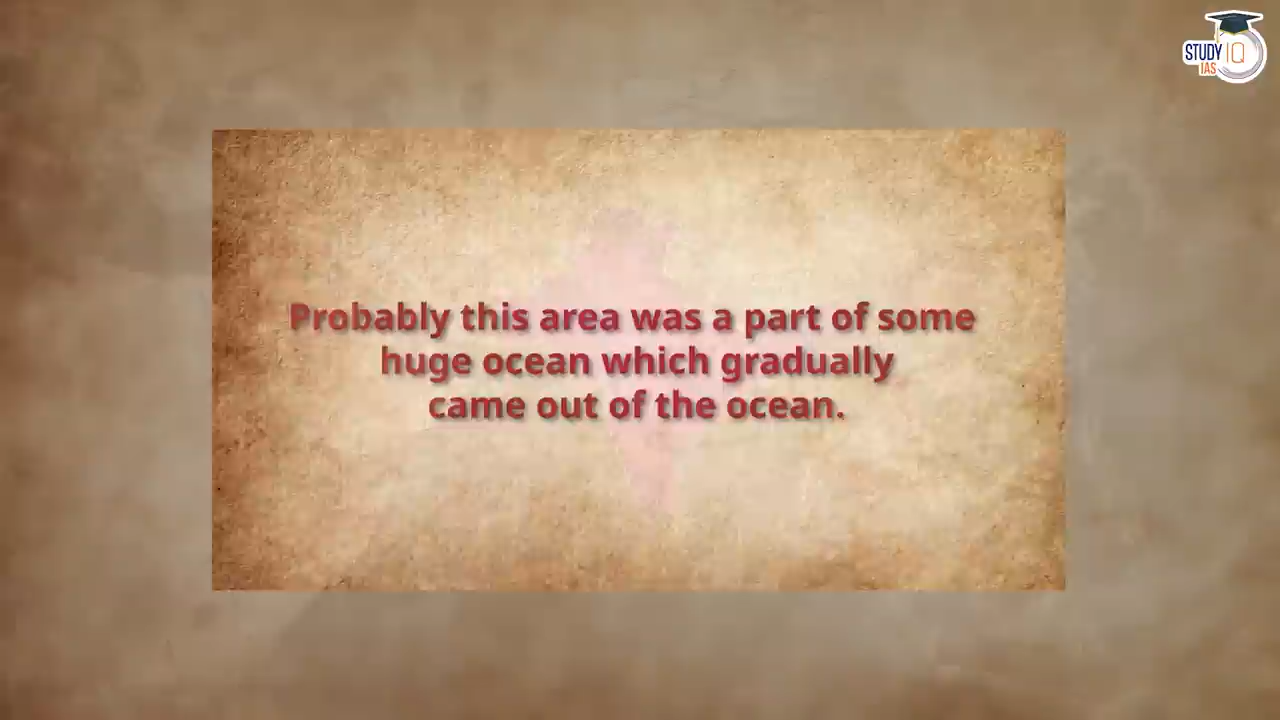 STUDY IQ
IAS
Probably this area was a part of some
huge ocean which gradually
came out of the ocean.